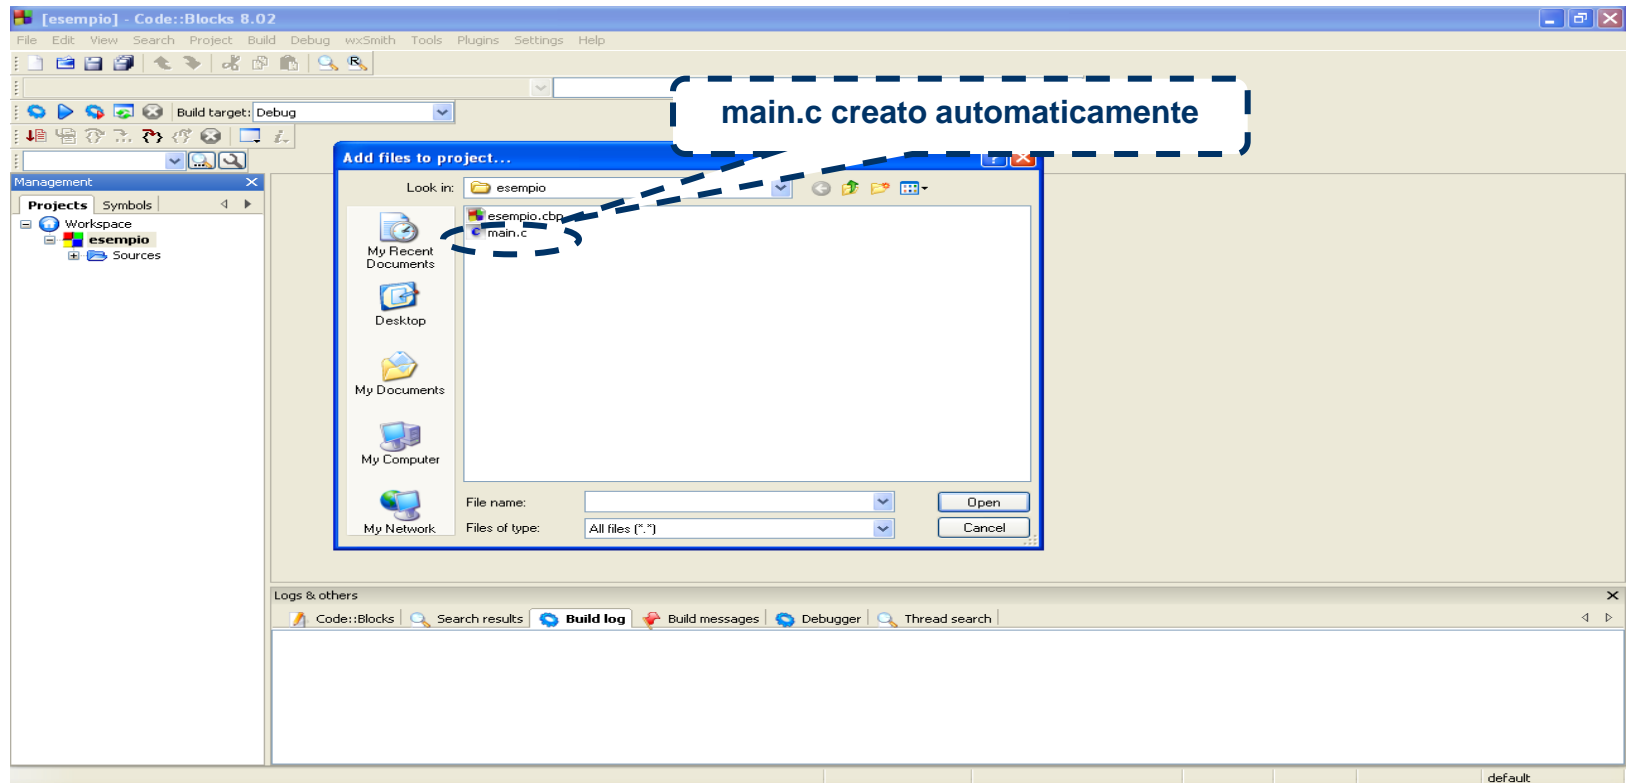 [esempio] - Code::Blocks 8.02
File Edit View Search Project Build Debug wxSmith Tools Plugins Settings Help
Build target: Debug
main.c creato automaticamente
Add files to project...
Look in: esempio
Management
Projects Symbols
Workspace
esempio
Sources
esempio.cbp
main.c
My Recent
Documents
Desktop
My Documents
My Computer
My Network
File name:
Open
Files of type: All files (*.*)
Cancel
Logs & others
Code::Blocks Search results Build log Build messages Debugger Thread search
default